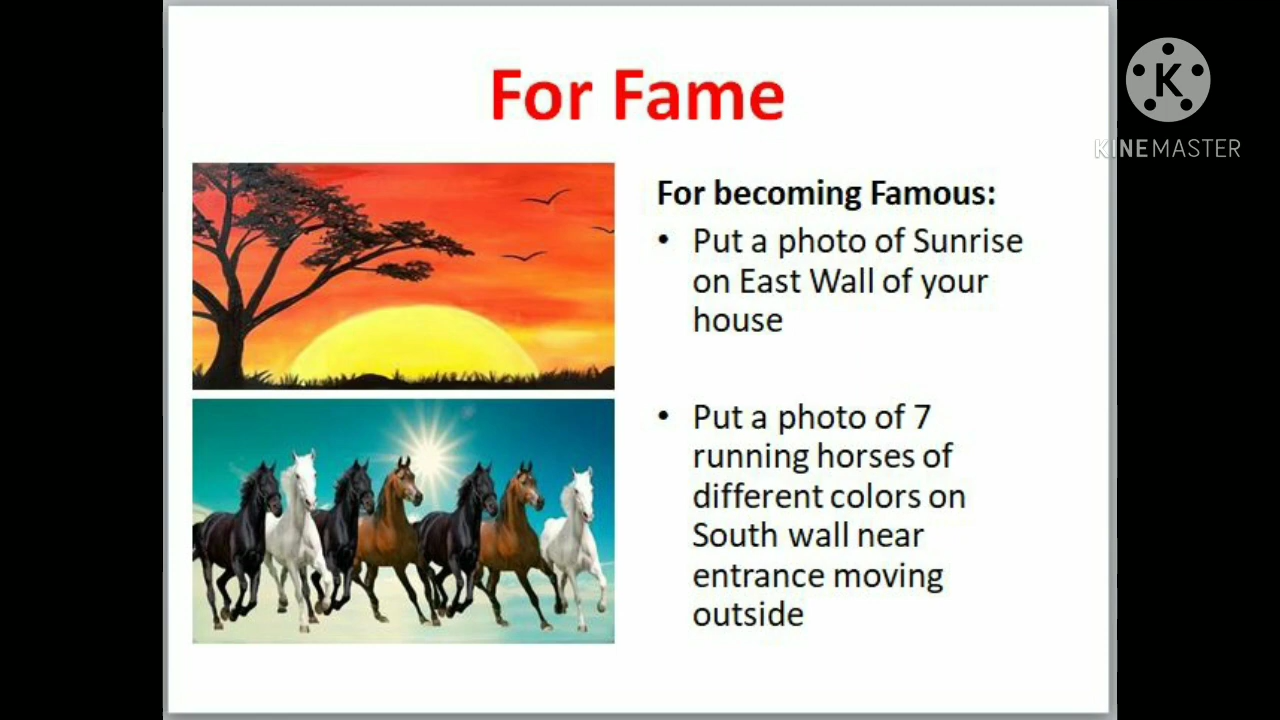 For Fame
K
KINEMASTER
For becoming Famous:
• Put a photo of Sunrise
on East Wall of your
house
• Put a photo of 7
running horses of
different colors on
South wall near
entrance moving
outside